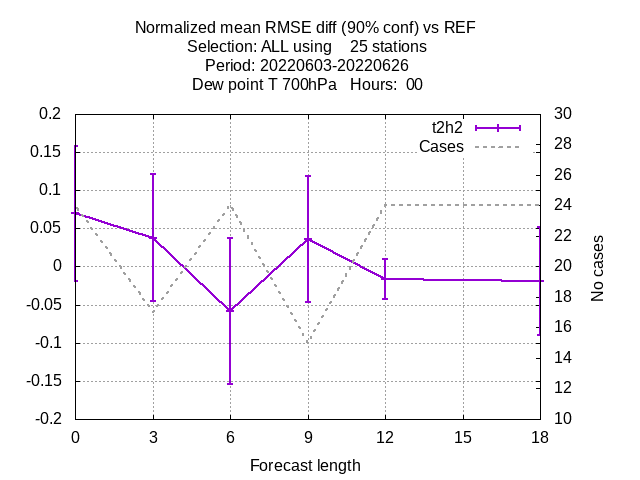 Normalized mean RMSE diff (90% conf) vs REF
Selection: ALL using    25 stations
Period: 20220603-20220626
Dew point T 700hPa   Hours:  00
t2h2
Cases
0.2
0.15
0.1
0.05
0
-0.05
-0.1
-0.15
-0.2
30
28
26
24
22
20
18
16
14
12
10
No cases
0 3 6 9 12 15 18
Forecast length